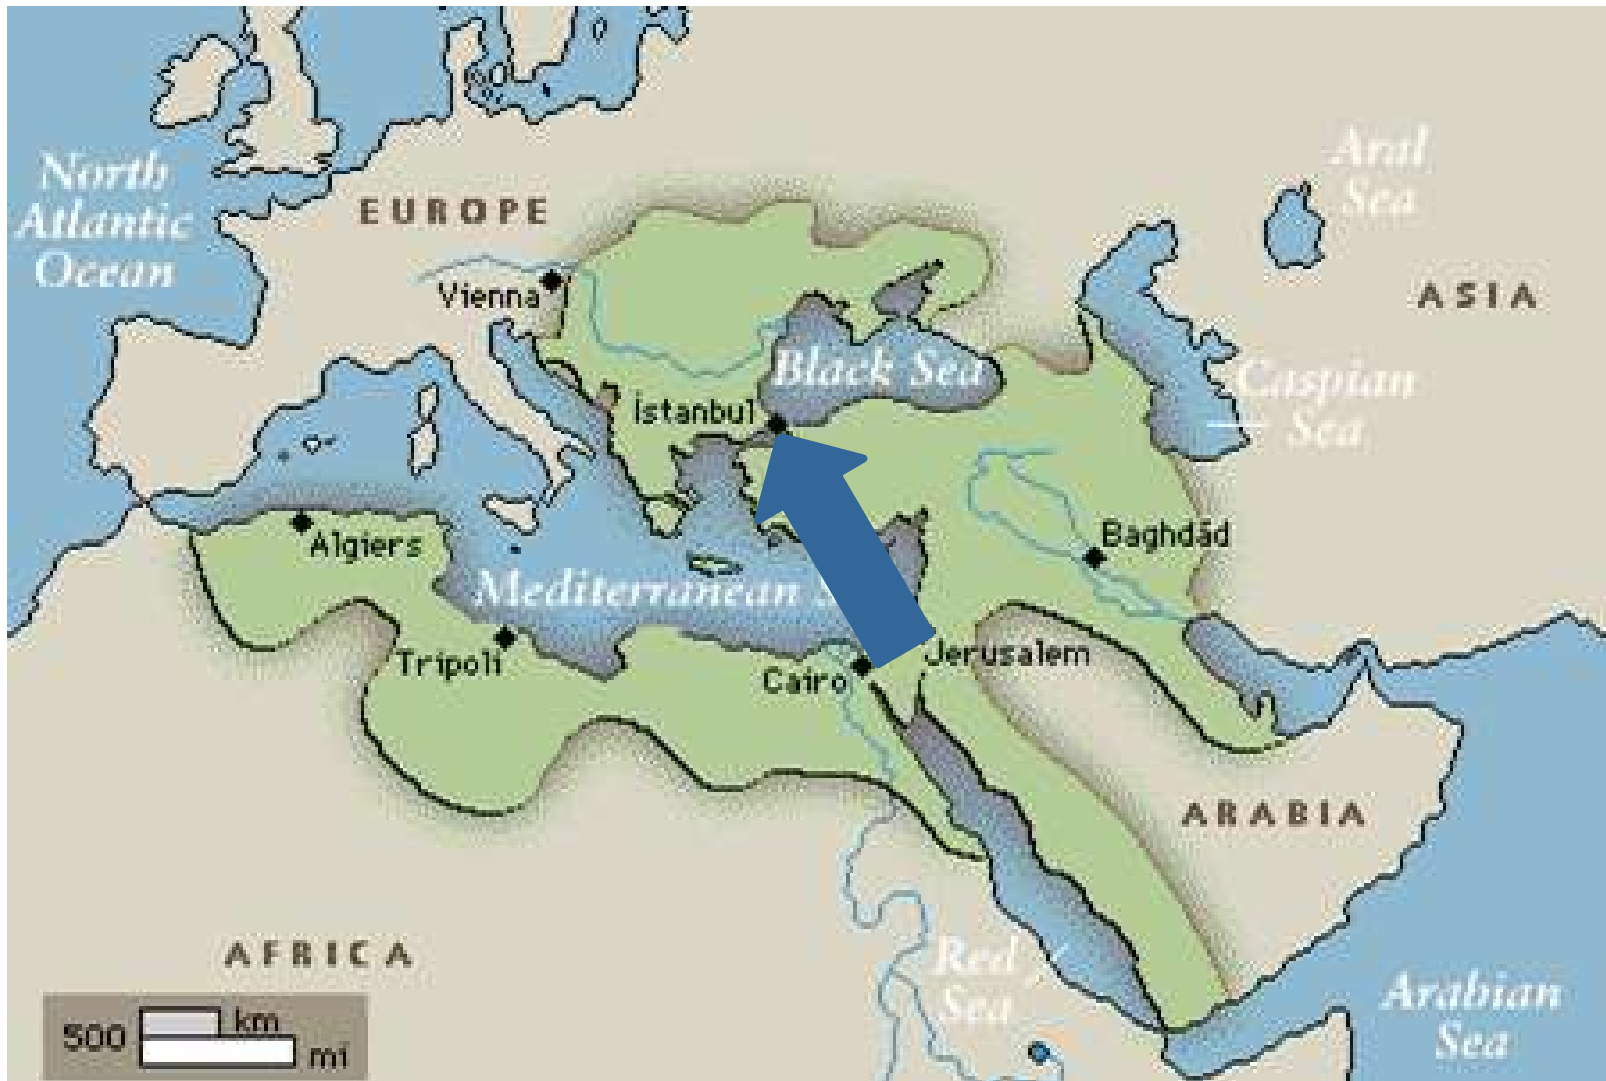 North
Atlantic
Ocean
EUROPE
Aral
Sea
ASIA
Vienna
Black Sea
Caspian
Sea
İstanbul
Algiers
Baghdad
Mediterranean S
Tripoli
Cairo
Jerusalem
ARABIA
AFRICA
Red
Sea
Arabian
Sea
500 km
mi